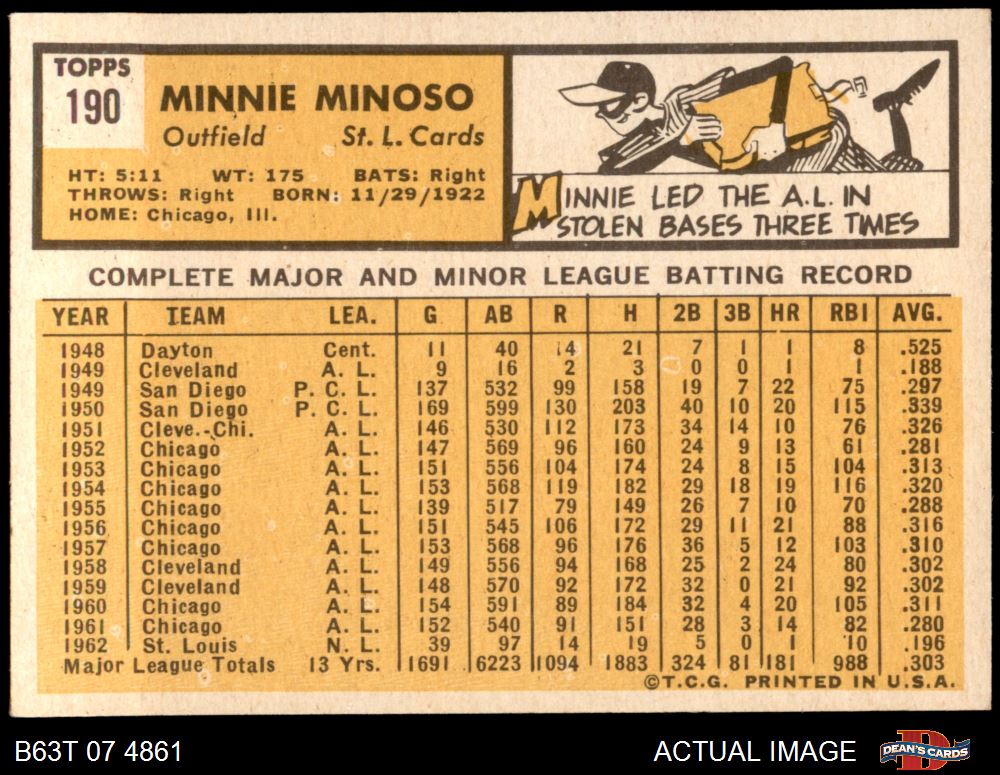 TOPPS
190
MINNIE MINOSO
Outfield St. L. Cards
HT: 5:11 WT: 175 BATS: Right
THROWS: Right BORN: 11/29/1922
HOME: Chicago, Ill.
MINNIE LED THE A.L. IN
STOLEN BASES THREE TIMES
COMPLETE MAJOR AND MINOR LEAGUE BATTING RECORD
YEAR TEAM LEA. G AB R H 2B 3B HR RBI AVG.
1948 Dayton Cent. 11 40 14 21 7 1 1 8 .525
1949 Cleveland A. L. 9 16 2 3 0 0 1 1 .188
1949 San Diego P. C. L. 137 532 99 158 19 7 22 75 .297
1950 San Diego P. C. L. 169 599 130 203 40 10 20 115 .339
1951 Cleve.-Chi. A. L. 146 530 112 173 34 14 10 76 .326
1952 Chicago A. L. 147 569 96 160 24 9 13 61 .281
1953 Chicago A. L. 151 556 104 174 24 8 15 104 .313
1954 Chicago A. L. 153 568 119 182 29 18 19 116 .320
1955 Chicago A. L. 139 517 79 149 26 7 10 70 .288
1956 Chicago A. L. 151 545 106 172 29 11 21 88 .316
1957 Chicago A. L. 153 568 96 176 36 5 12 103 .310
1958 Cleveland A. L. 149 556 94 168 25 2 24 80 .302
1959 Cleveland A. L. 148 570 92 172 32 0 21 92 .302
1960 Chicago A. L. 154 591 89 184 32 4 20 105 .311
1961 Chicago A. L. 152 540 91 151 28 3 14 82 .280
1962 St. Louis N. L. 39 97 14 19 5 0 1 10 .196
Major League Totals 13 Yrs. 1691 6223 1094 1883 324 81 181 988 .303
©T.C.G. PRINTED IN U.S.A.
B63T 07 4861 ACTUAL IMAGE DEAN'S CARDS